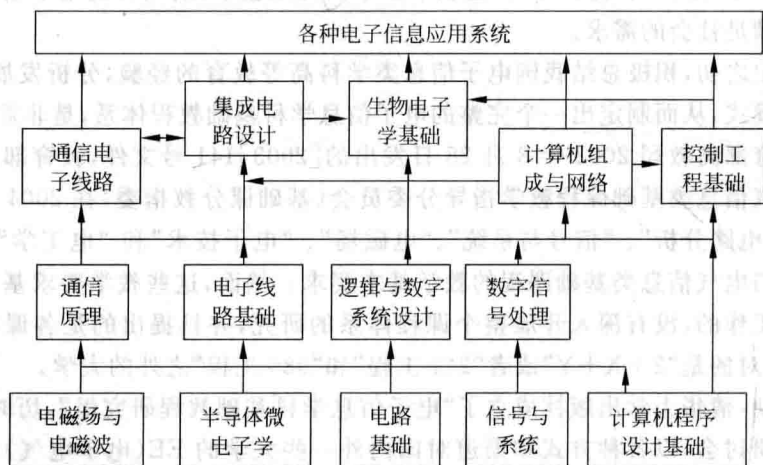 各种电子信息应用系统
集成电
路设计
生物电子
学基础
通信电
子线路
计算机组
成与网络
控制工
程基础
通信
原理
电子线
路基础
逻辑与数字
系统设计
数字信
号处理
电磁场与
电磁波
半导体微
电子学
电路
基础
信号与
系统
计算机程序
设计基础